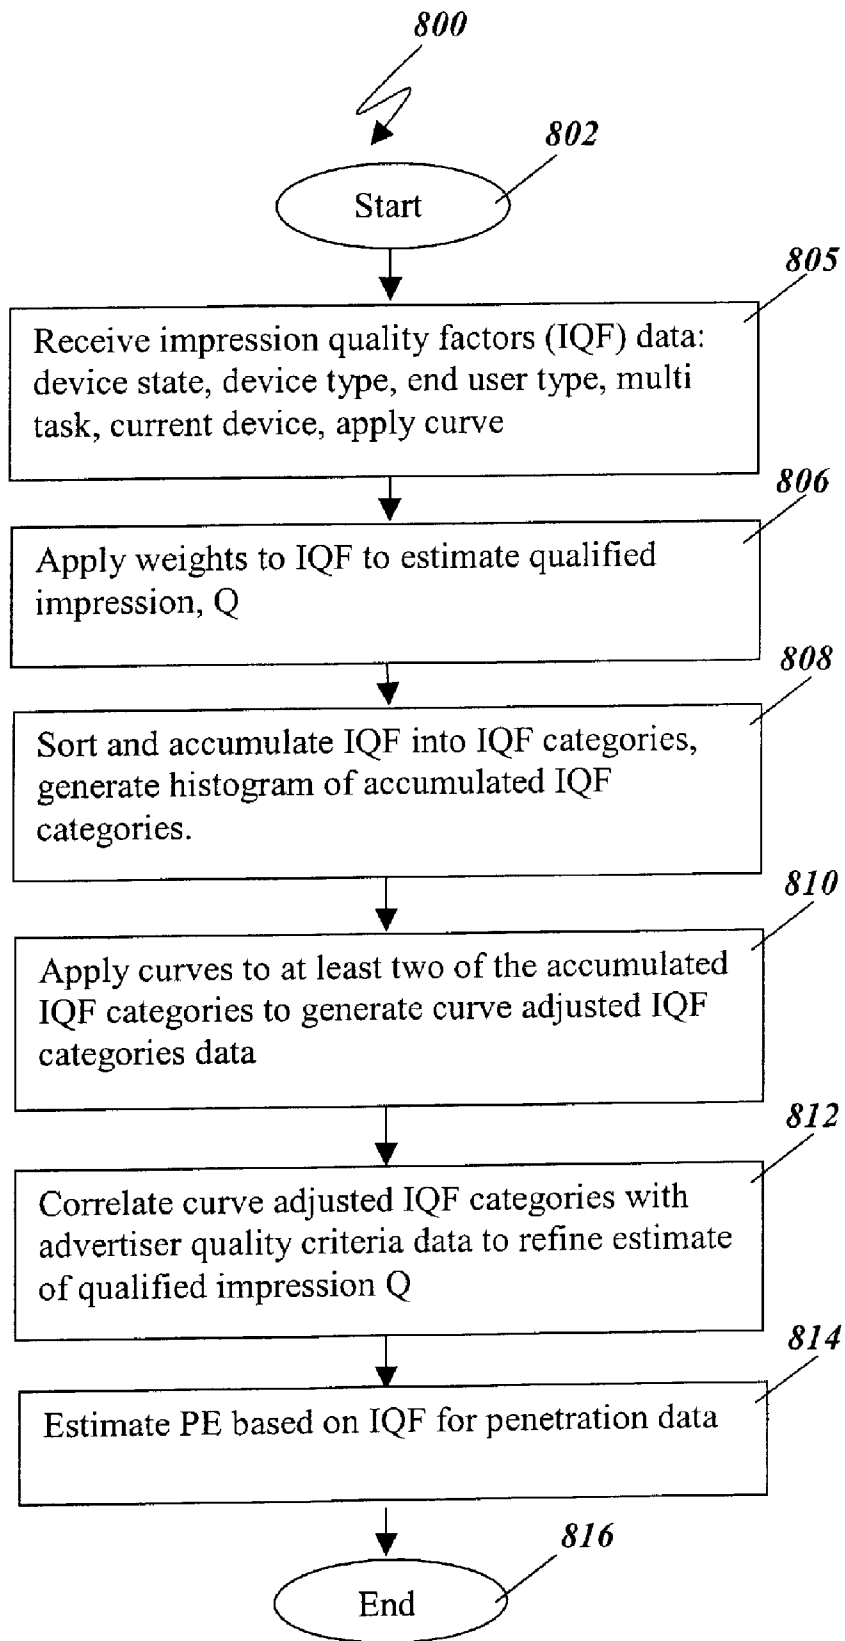 800
802
Start
805
Receive impression quality factors (IQF) data:
device state, device type, end user type, multi
task, current device, apply curve
806
Apply weights to IQF to estimate qualified
impression, Q
808
Sort and accumulate IQF into IQF categories,
generate histogram of accumulated IQF
categories.
810
Apply curves to at least two of the accumulated
IQF categories to generate curve adjusted IQF
categories data
812
Correlate curve adjusted IQF categories with
advertiser quality criteria data to refine estimate
of qualified impression Q
814
Estimate PE based on IQF for penetration data
816
End